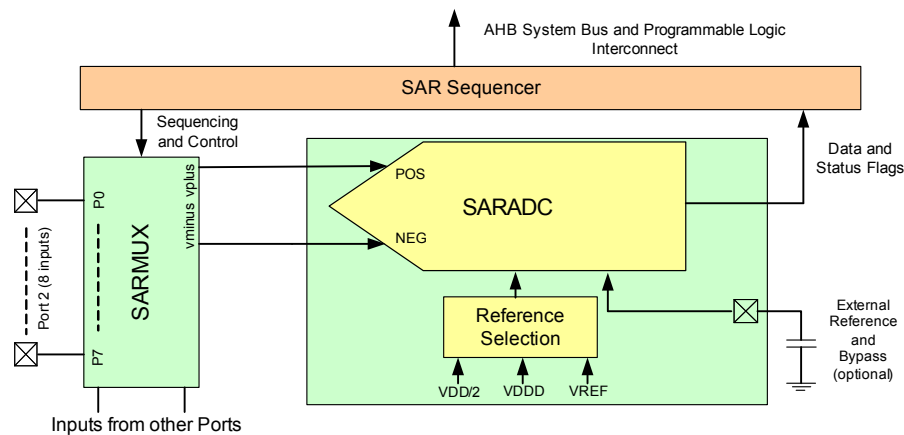 AHB System Bus and Programmable Logic
Interconnect
SAR Sequencer
Sequencing
and Control
Data and
Status Flags
vminus vplus
POS
SARADC
NEG
P0
Port 2 (8 inputs)
SARMUX
P7
Reference
Selection
External
Reference
and
Bypass
(optional)
VDD/2
VDDD
VREF
Inputs from other Ports